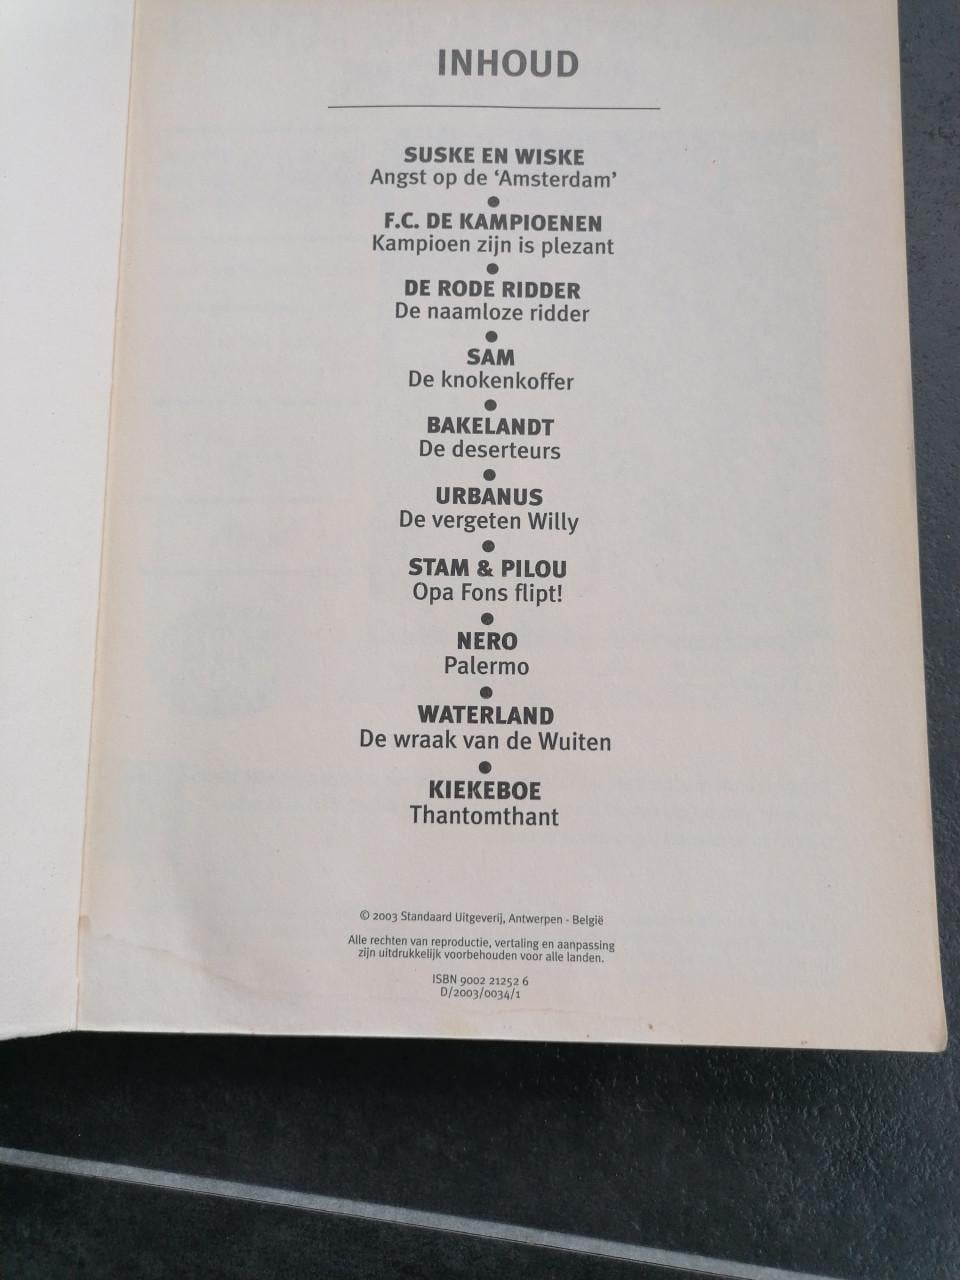 INHOUD
SUSKE EN WISKE
Angst op de ‘Amsterdam’
●
F.C. DE KAMPIOENEN
Kampioen zijn is plezant
●
DE RODE RIDDER
De naamloze ridder
●
SAM
De knokenkoffer
●
BAKELANDT
De deserteurs
●
URBANUS
De vergeten Willy
●
STAM & PILOU
Opa Fons flipt!
●
NERO
Palermo
●
WATERLAND
De wraak van de Wuiten
●
KIEKEBOE
Thantomthant
© 2003 Standaard Uitgeverij, Antwerpen - België
Alle rechten van reproductie, vertaling en aanpassing
zijn uitdrukkelijk voorbehouden voor alle landen.
ISBN 9002 21252 6
D/2003/0034/1